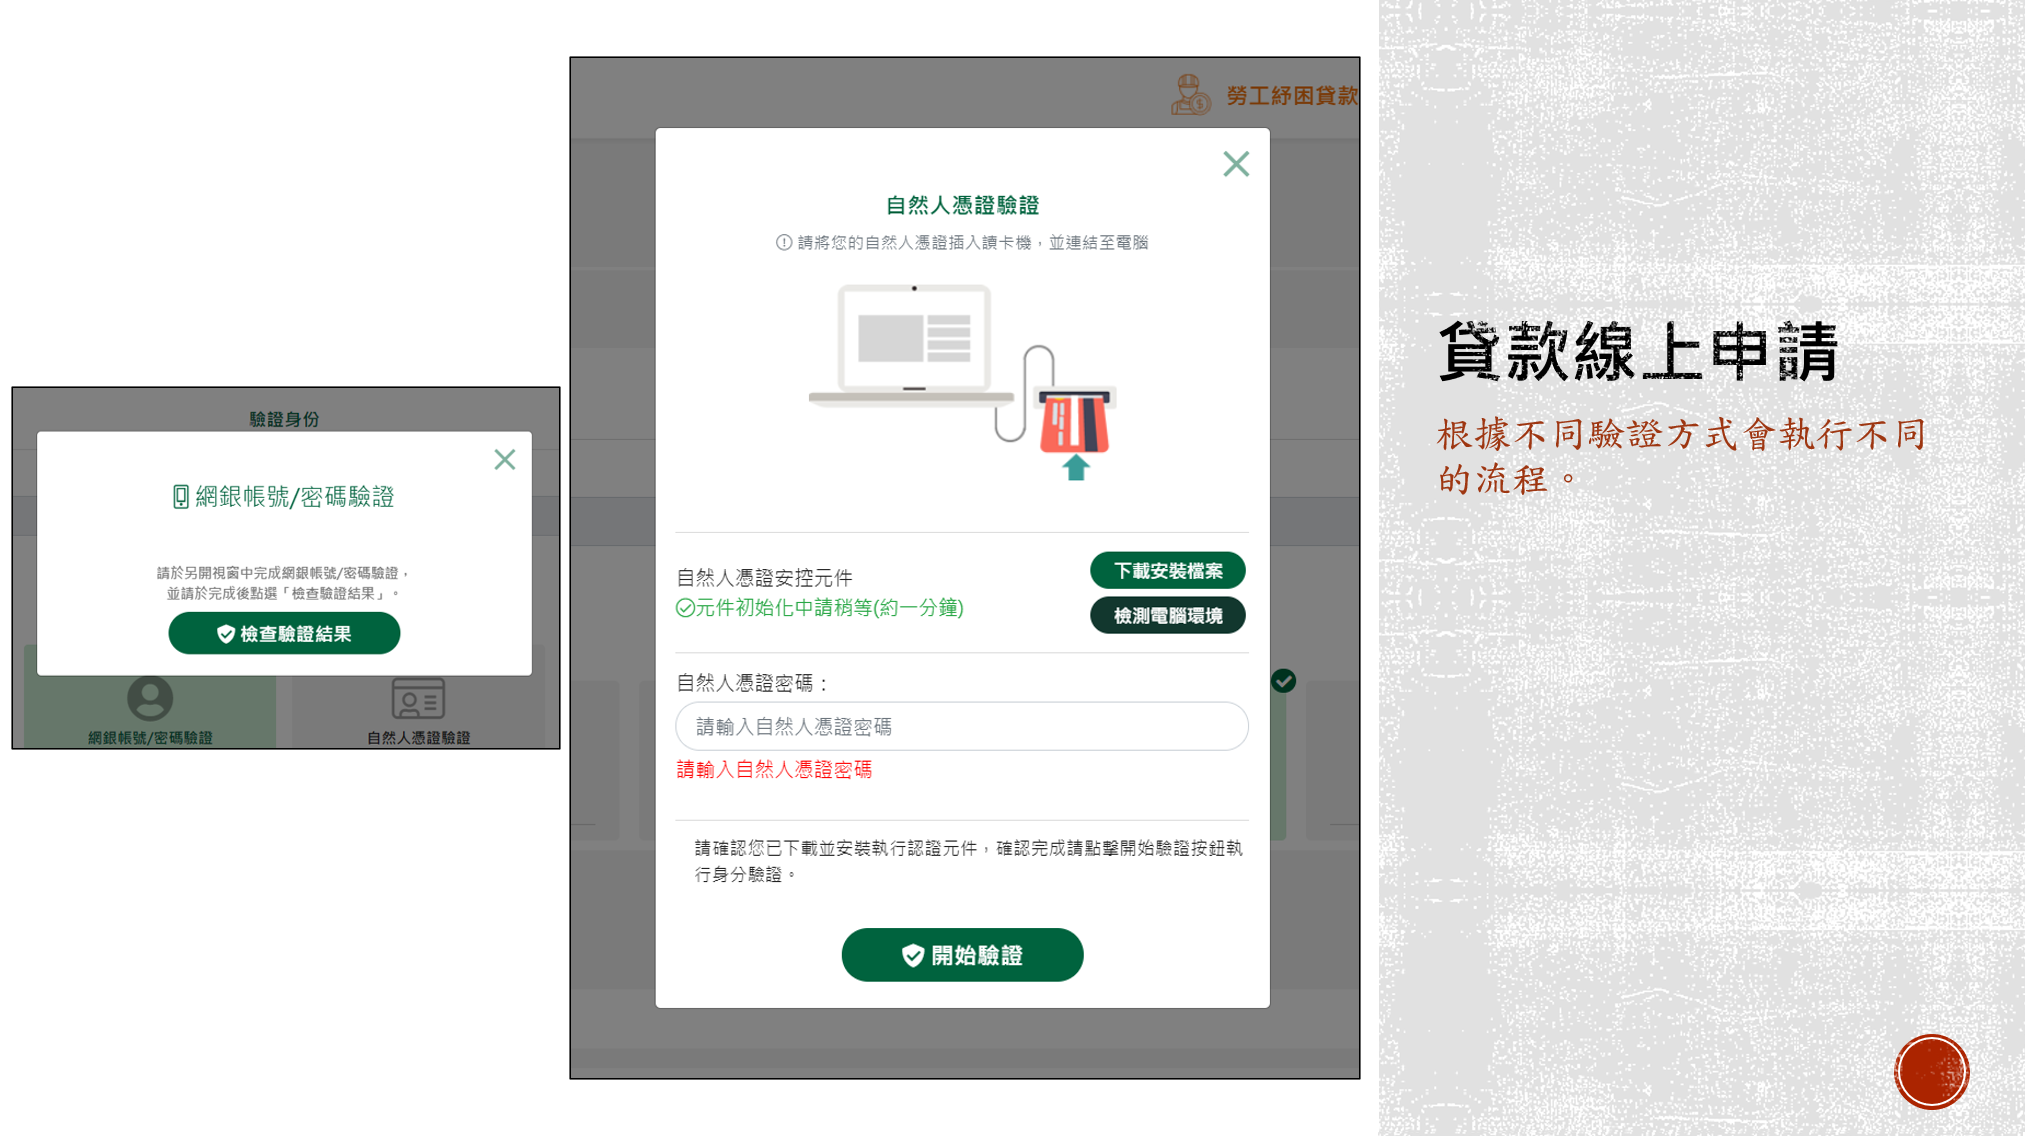 驗證身份
網銀帳號/密碼驗證
請於另開視窗中完成網銀帳號/密碼驗證，
並請於完成後點選「檢查驗證結果」。
檢查驗證結果
網銀帳號/密碼驗證
自然人憑證驗證
勞工紓困貸款
自然人憑證驗證
請將您的自然人憑證插入讀卡機，並連結至電腦
自然人憑證安控元件
元件初始化中請稍等(約一分鐘)
下載安裝檔案
檢測電腦環境
自然人憑證密碼：
請輸入自然人憑證密碼
請輸入自然人憑證密碼
請確認您已下載並安裝執行認證元件，確認完成請點擊開始驗證按鈕執
行身分驗證。
開始驗證
貸款線上申請
根據不同驗證方式會執行不同
的流程。